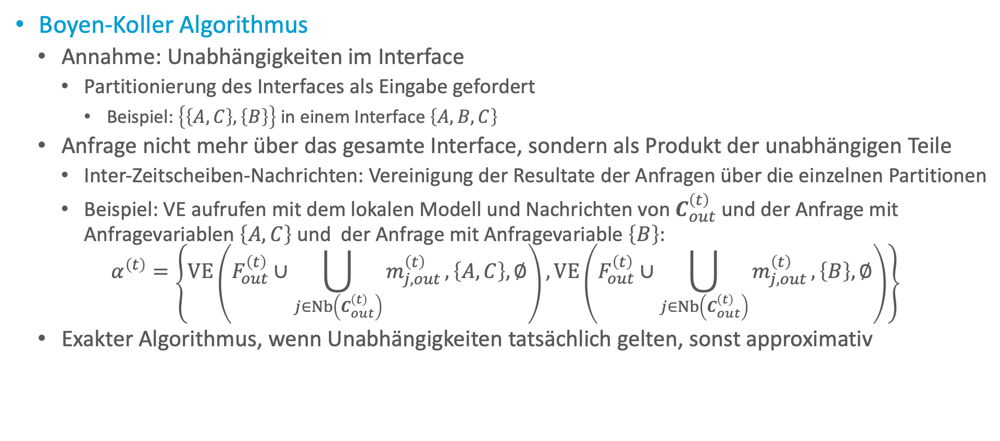 • Boyen-Koller Algorithmus
• Annahme: Unabhängigkeiten im Interface
• Partitionierung des Interfaces als Eingabe gefordert
• Beispiel: {{𝐴, 𝐶}, {𝐵}} in einem Interface {𝐴, 𝐵, 𝐶}
• Anfrage nicht mehr über das gesamte Interface, sondern als Produkt der unabhängigen Teile
• Inter-Zeitscheiben-Nachrichten: Vereinigung der Resultate der Anfragen über die einzelnen Partitionen
• Beispiel: VE aufrufen mit dem lokalen Modell und Nachrichten von $\boldsymbol{C}_{out}^{(t)}$ und der Anfrage mit
Anfragevariablen {𝐴, 𝐶} und der Anfrage mit Anfragevariable {𝐵}:
$\alpha^{(t)} = \left\{ \mathrm{VE}\left( F_{out}^{(t)} \cup \bigcup_{j \in \mathrm{Nb}\left(\boldsymbol{C}_{out}^{(t)}\right)} m_{j,out}^{(t)}, \{A, C\}, \emptyset \right), \mathrm{VE}\left( F_{out}^{(t)} \cup \bigcup_{j \in \mathrm{Nb}\left(\boldsymbol{C}_{out}^{(t)}\right)} m_{j,out}^{(t)}, \{B\}, \emptyset \right) \right\}$
• Exakter Algorithmus, wenn Unabhängigkeiten tatsächlich gelten, sonst approximativ